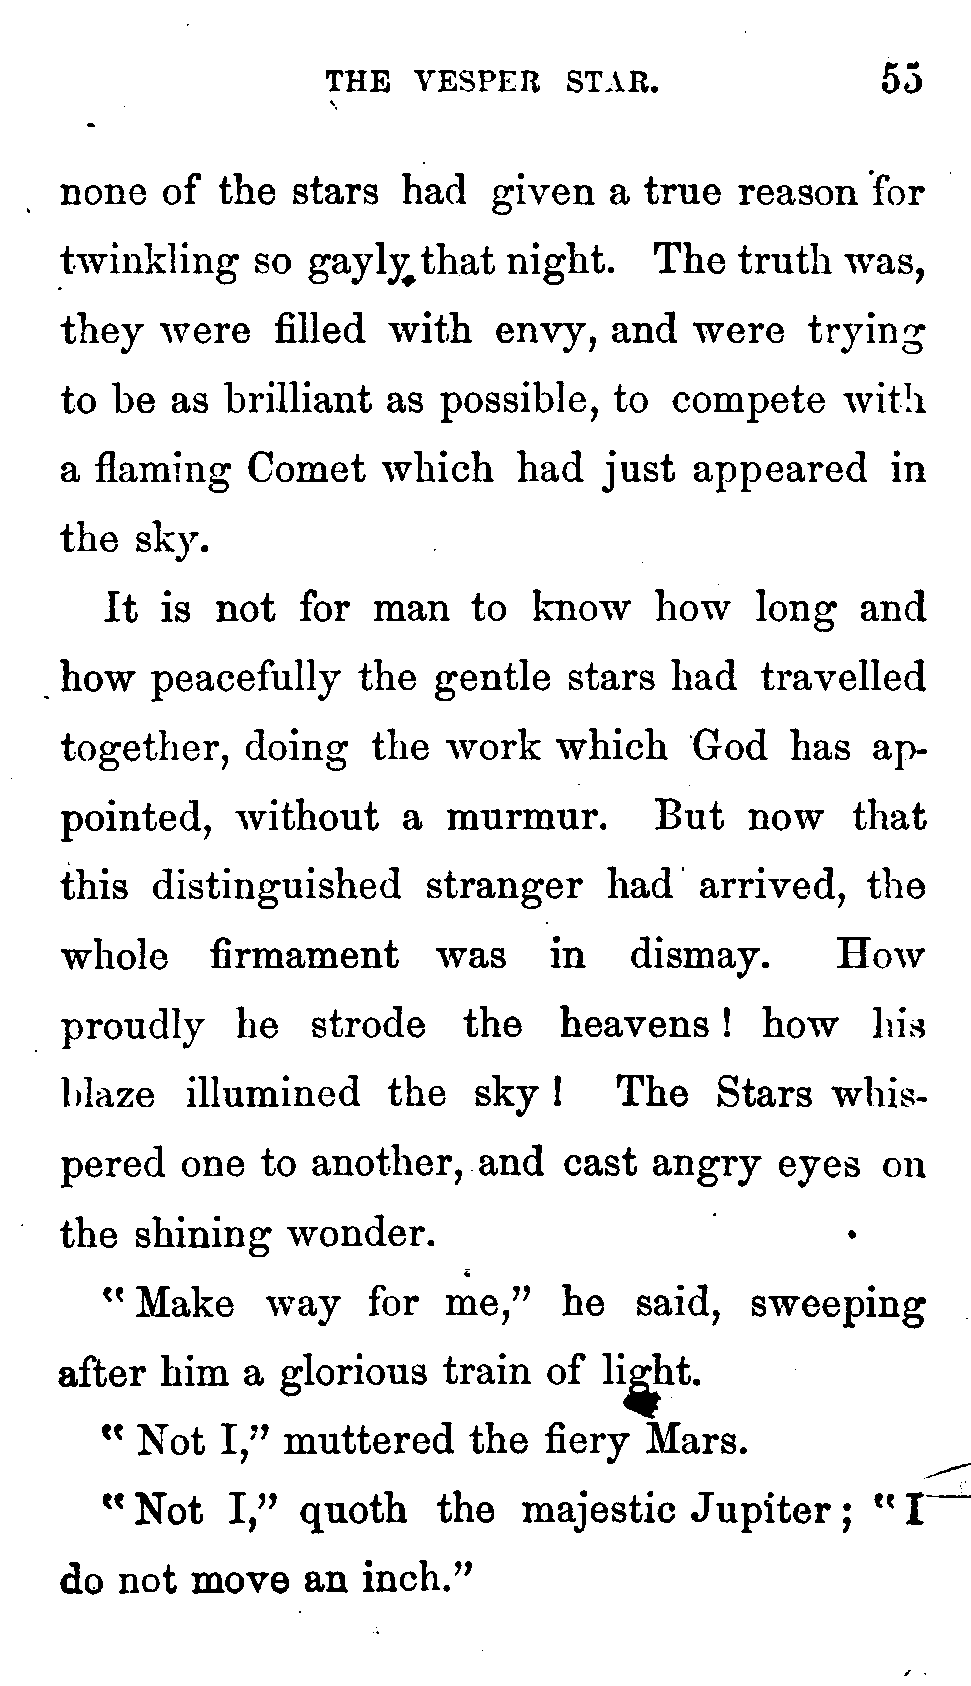 THE VESPER STAR. 55
none of the stars had given a true reason for
twinkling so gayly that night. The truth was,
they were filled with envy, and were trying
to be as brilliant as possible, to compete with
a flaming Comet which had just appeared in
the sky.
It is not for man to know how long and
how peacefully the gentle stars had travelled
together, doing the work which God has ap-
pointed, without a murmur. But now that
this distinguished stranger had arrived, the
whole firmament was in dismay. How
proudly he strode the heavens! how his
blaze illumined the sky! The Stars whis-
pered one to another, and cast angry eyes on
the shining wonder.
"Make way for me," he said, sweeping
after him a glorious train of light.
"Not I," muttered the fiery Mars.
"Not I," quoth the majestic Jupiter; "I
do not move an inch."